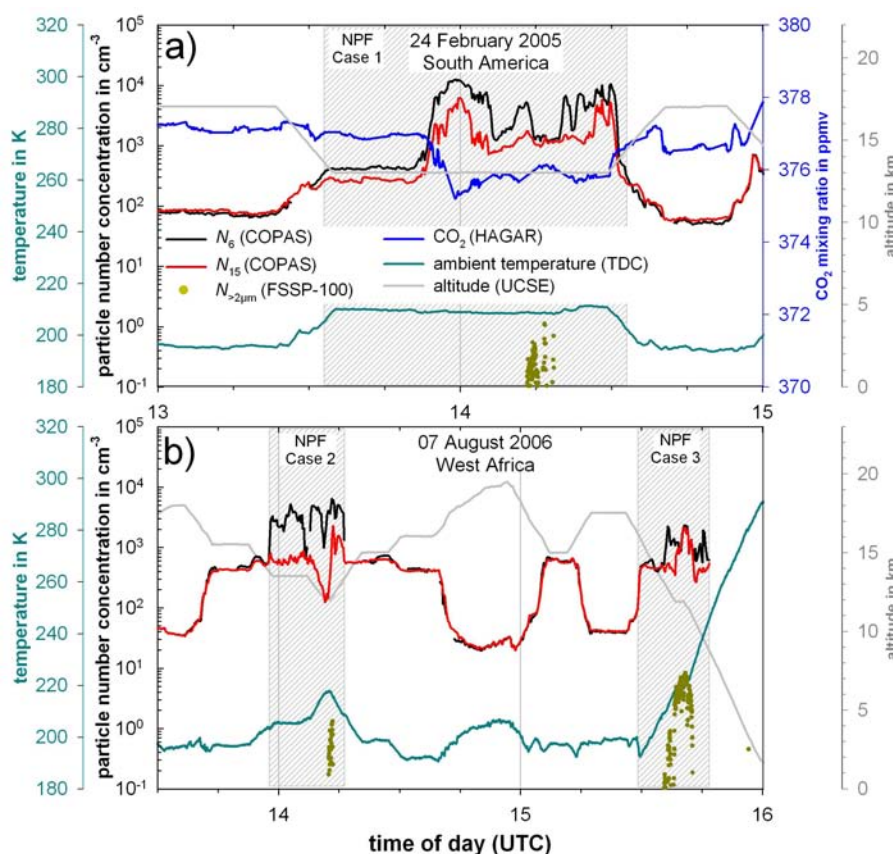 a)
NPF
Case 1
24 February 2005
South America
320
300
280
260
240
220
200
180
temperature in K
10^5
10^4
10^3
10^2
10^1
10^0
10^-1
particle number concentration in cm^-3
380
378
376
374
372
370
CO2 mixing ratio in ppmv
20
15
10
5
0
altitude in km
N6 (COPAS)
N15 (COPAS)
N>2µm (FSSP-100)
CO2 (HAGAR)
ambient temperature (TDC)
altitude (UCSE)
13
14
15
b)
NPF
Case 2
07 August 2006
West Africa
NPF
Case 3
320
300
280
260
240
220
200
180
temperature in K
10^5
10^4
10^3
10^2
10^1
10^0
10^-1
particle number concentration in cm^-3
20
15
10
5
0
altitude in km
14
15
16
time of day (UTC)